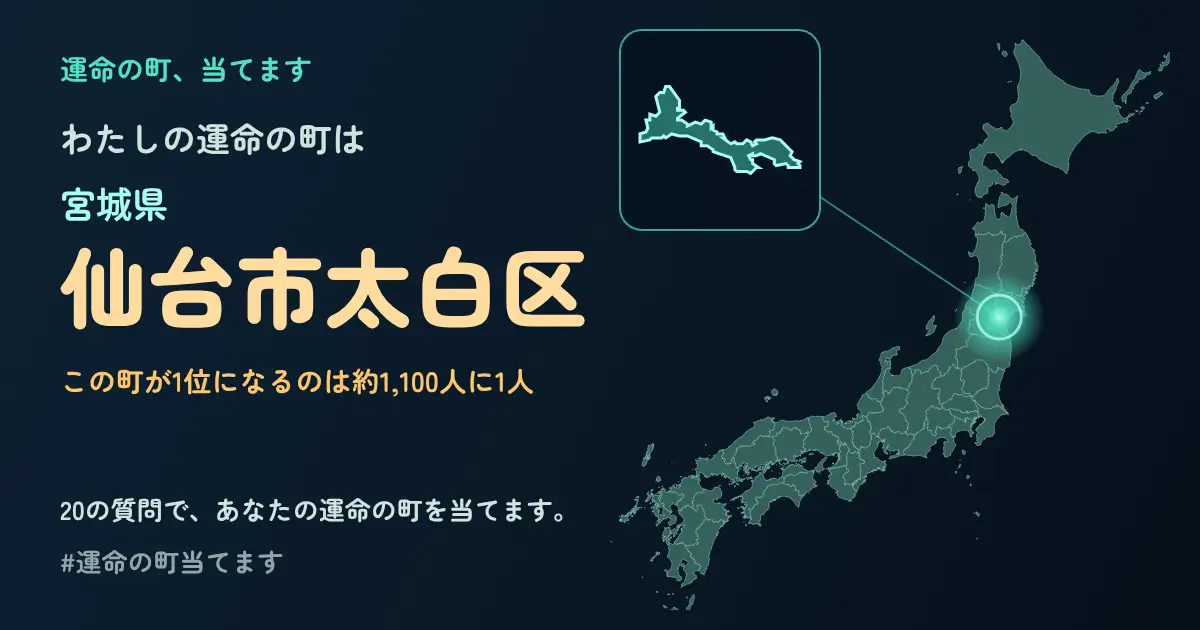 運命の町、当てます
わたしの運命の町は
宮城県
仙台市太白区
この町が1位になるのは約1,100人に1人
20の質問で、あなたの運命の町を当てます。
#運命の町当てます